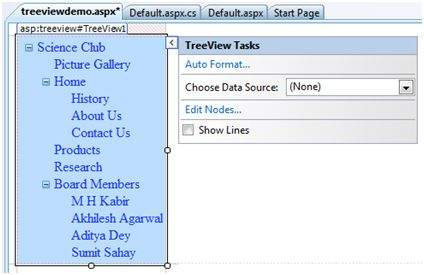 treeviewdemo.aspx* Default.aspx.cs Default.aspx Start Page
asp:treeview#TreeView1
Science Club
Picture Gallery
Home
History
About Us
Contact Us
Products
Research
Board Members
M H Kabir
Akhilesh Agarwal
Aditya Dey
Sumit Sahay
TreeView Tasks
Auto Format...
Choose Data Source: (None)
Edit Nodes...
Show Lines